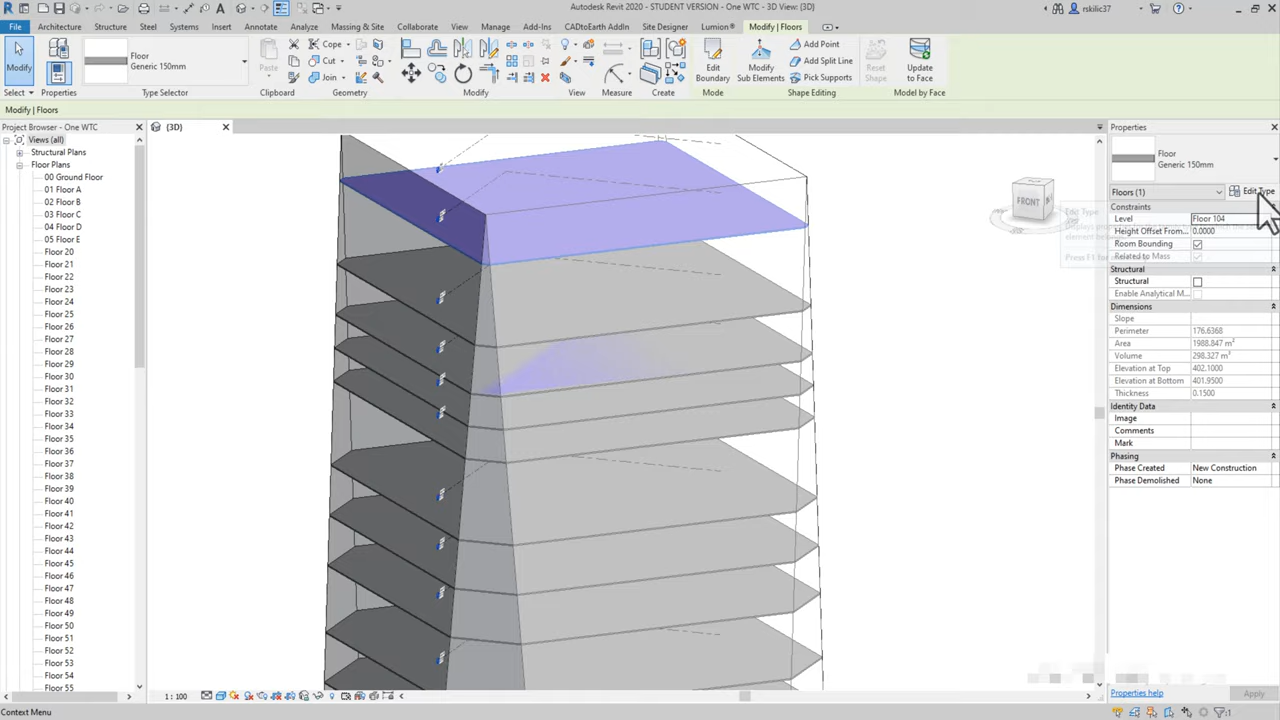 Autodesk Revit 2020 - STUDENT VERSION - One WTC - 3D View: (3D)
rskilic37
File Architecture Structure Steel Systems Insert Annotate Analyze Massing & Site Collaborate View Manage Add-Ins CADtoEarth AddIn Site Designer Lumion® Modify | Floors
Modify
Properties
Floor
Generic 150mm
Paste
Cope
Cut
Join
Edit Boundary
Modify Sub Elements
Add Point
Add Split Line
Pick Supports
Reset Shape
Update to Face
Select Properties Type Selector Clipboard Geometry Modify View Measure Create Mode Shape Editing Model by Face
Modify | Floors
Project Browser - One WTC
(3D)
Properties
Views (all)
Structural Plans
Floor Plans
00 Ground Floor
01 Floor A
02 Floor B
03 Floor C
04 Floor D
05 Floor E
Floor 20
Floor 21
Floor 22
Floor 23
Floor 24
Floor 25
Floor 26
Floor 27
Floor 28
Floor 29
Floor 30
Floor 31
Floor 32
Floor 33
Floor 34
Floor 35
Floor 36
Floor 37
Floor 38
Floor 39
Floor 40
Floor 41
Floor 42
Floor 43
Floor 44
Floor 45
Floor 46
Floor 47
Floor 48
Floor 49
Floor 50
Floor 51
Floor 52
Floor 53
Floor 54
Floor 55
FRONT
Floor
Generic 150mm
Floors (1)
Edit Type
Edit Type
Press F1 for
Constraints
Level Floor 104
Height Offset From... 0.0000
Room Bounding
Related to Mass
Structural
Structural
Enable Analytical M...
Dimensions
Slope
Perimeter 176.6368
Area 1988.847 m²
Volume 298.327 m³
Elevation at Top 402.1000
Elevation at Bottom 401.9500
Thickness 0.1500
Identity Data
Image
Comments
Mark
Phasing
Phase Created New Construction
Phase Demolished None
1 : 100
Properties help
Apply
Context Menu
:1